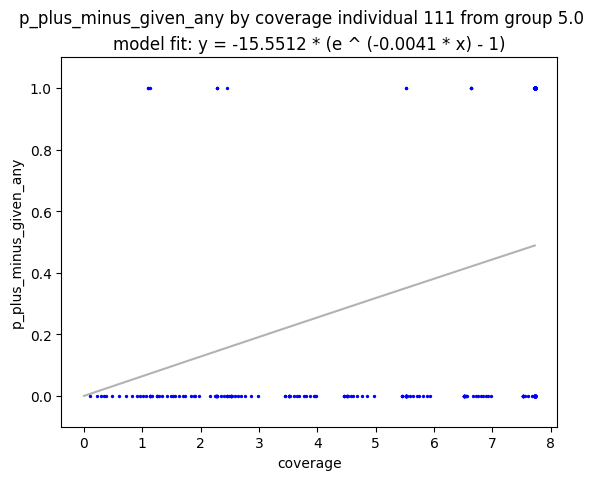 p_plus_minus_given_any by coverage individual 111 from group 5.0
model fit: y = -15.5512 * (e ^ (-0.0041 * x) - 1)
1.0
0.8
0.6
0.4
0.2
0.0
p_plus_minus_given_any
0 1 2 3 4 5 6 7 8
coverage